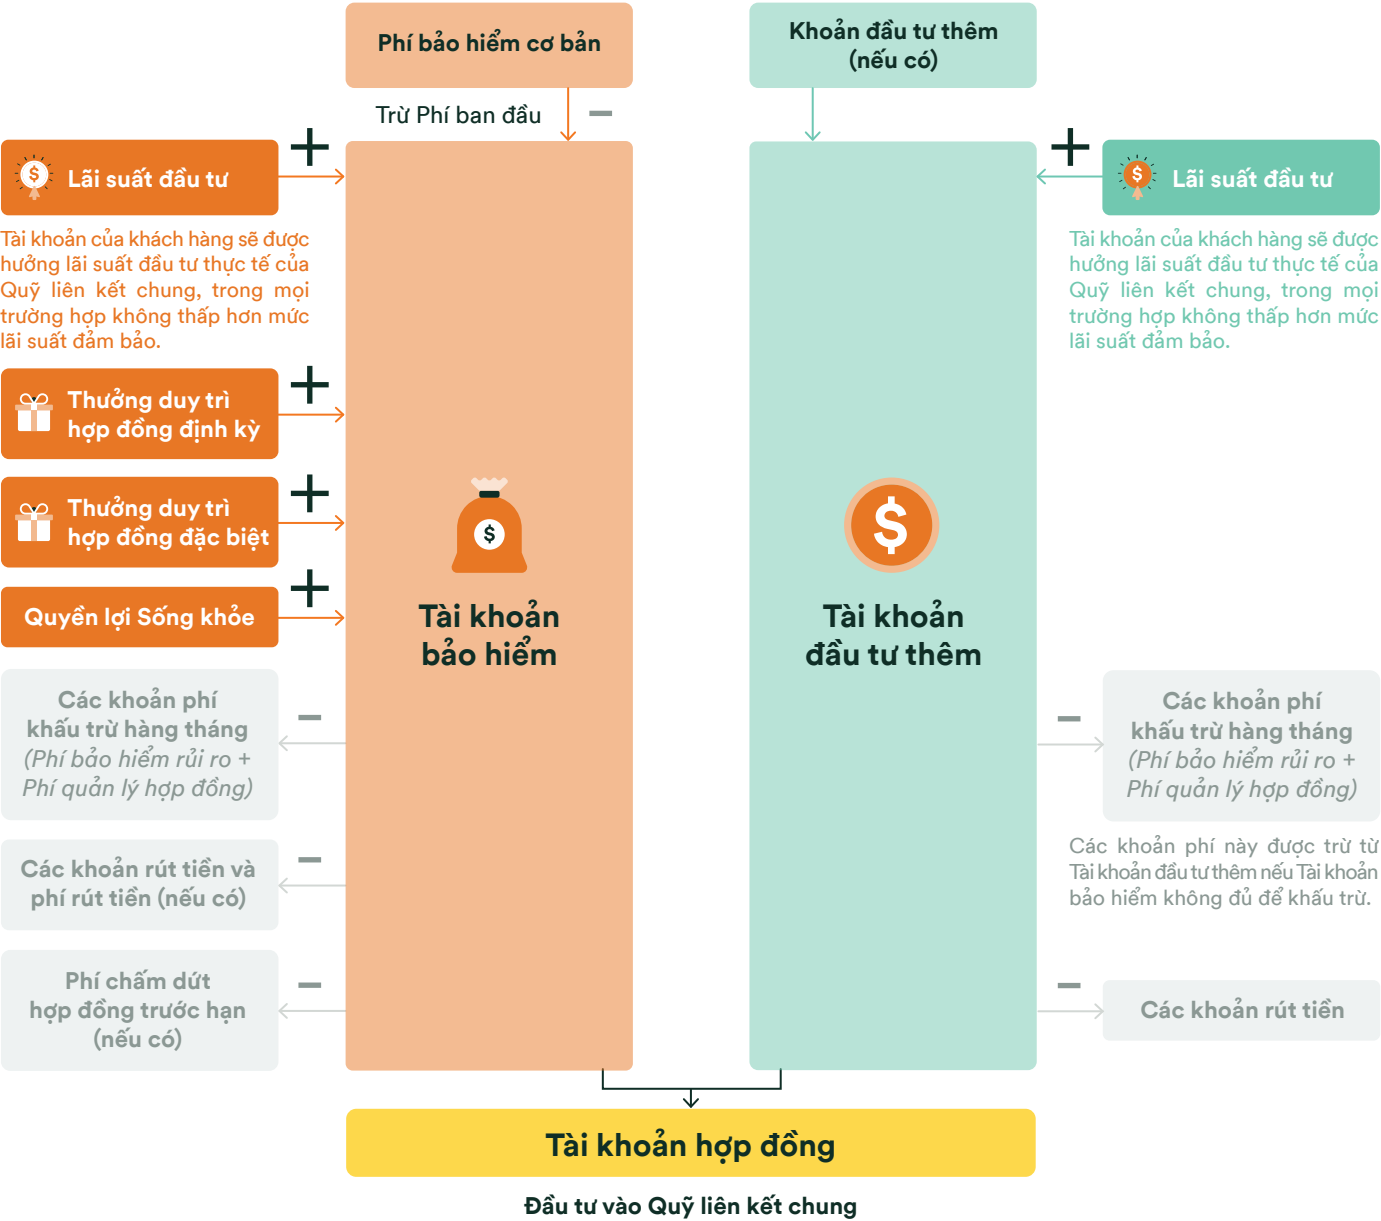 Phí bảo hiểm cơ bản
Khoản đầu tư thêm
(nếu có)
Trừ Phí ban đầu
Lãi suất đầu tư
Tài khoản của khách hàng sẽ được
hưởng lãi suất đầu tư thực tế của
Quỹ liên kết chung, trong mọi
trường hợp không thấp hơn mức
lãi suất đảm bảo.
Thưởng duy trì
hợp đồng định kỳ
Thưởng duy trì
hợp đồng đặc biệt
Quyền lợi Sống khỏe
Các khoản phí
khấu trừ hàng tháng
(Phí bảo hiểm rủi ro +
Phí quản lý hợp đồng)
Các khoản rút tiền và
phí rút tiền (nếu có)
Phí chấm dứt
hợp đồng trước hạn
(nếu có)
Tài khoản
bảo hiểm
Tài khoản
đầu tư thêm
Lãi suất đầu tư
Tài khoản của khách hàng sẽ được
hưởng lãi suất đầu tư thực tế của
Quỹ liên kết chung, trong mọi
trường hợp không thấp hơn mức
lãi suất đảm bảo.
Các khoản phí
khấu trừ hàng tháng
(Phí bảo hiểm rủi ro +
Phí quản lý hợp đồng)
Các khoản phí này được trừ từ
Tài khoản đầu tư thêm nếu Tài khoản
bảo hiểm không đủ để khấu trừ.
Các khoản rút tiền
Tài khoản hợp đồng
Đầu tư vào Quỹ liên kết chung